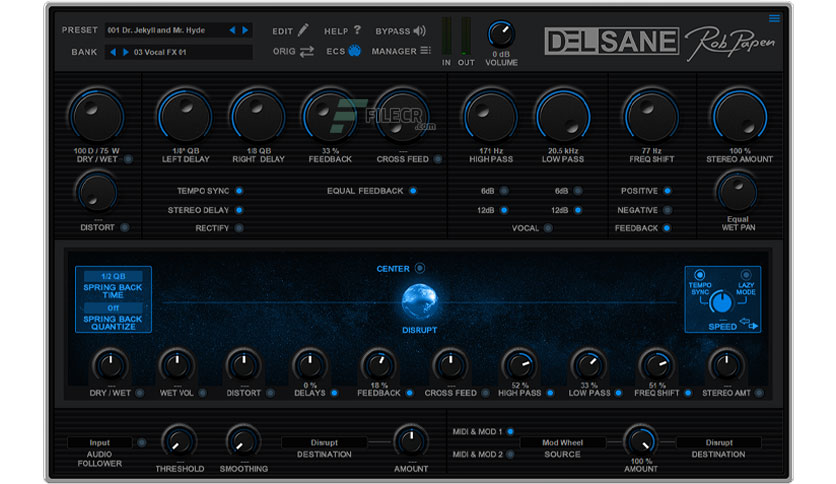 PRESET 001 Dr. Jekyll and Mr. Hyde EDIT HELP ? BYPASS
BANK 03 Vocal FX 01 ORIG ECS MANAGER
IN OUT
0 dB
VOLUME
DELSANE Rob Papen
FILECR
.com
100 D / 75 W 1/8* QB 1/8 QB 33 % 171 Hz 20.5 kHz 77 Hz 100 %
DRY / WET LEFT DELAY RIGHT DELAY FEEDBACK CROSS FEED HIGH PASS LOW PASS FREQ SHIFT STEREO AMOUNT
TEMPO SYNC EQUAL FEEDBACK 6dB 6dB POSITIVE
STEREO DELAY 12dB 12dB NEGATIVE
--- Equal
DISTORT RECTIFY VOCAL FEEDBACK WET PAN
CENTER
DISRUPT
1/2 QB
SPRING BACK
TIME
Off
SPRING BACK
QUANTIZE
TEMPO
SYNC
LAZY
MODE
---
SPEED
--- --- --- 0 % 18 % --- 52 % 33 % 51 % ---
DRY / WET WET VOL DISTORT DELAYS FEEDBACK CROSS FEED HIGH PASS LOW PASS FREQ SHIFT STEREO AMT
Input
AUDIO
FOLLOWER
---
THRESHOLD
---
SMOOTHING
Disrupt
DESTINATION
---
AMOUNT
MIDI & MOD 1
MIDI & MOD 2
Mod Wheel
SOURCE
100 %
AMOUNT
Disrupt
DESTINATION